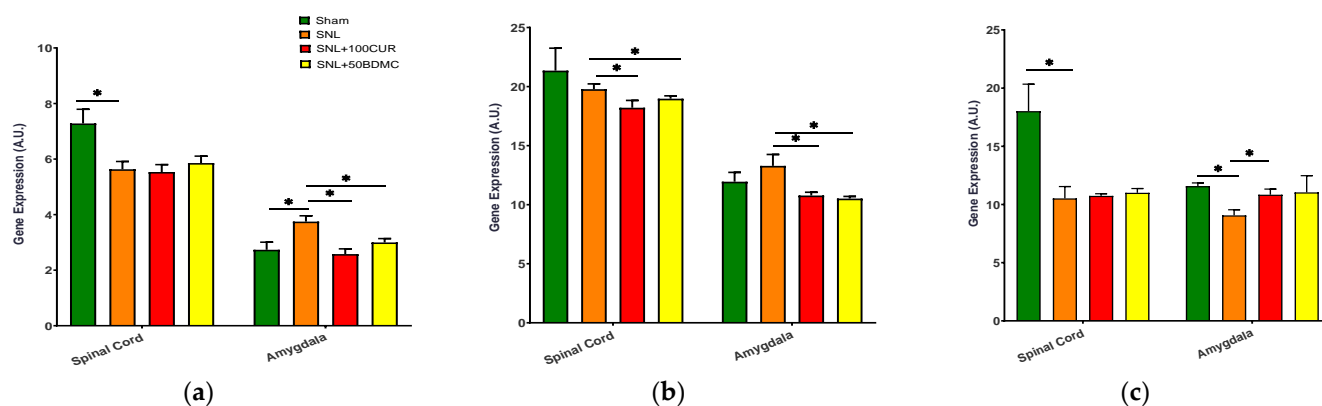 Sham
SNL
SNL+100CUR
SNL+50BDMC
Gene Expression (A.U.)
10
8
6
4
2
0
*
*
*
*
Spinal Cord
Amygdala
(a)
Gene Expression (A.U.)
25
20
15
10
5
0
*
*
*
*
Spinal Cord
Amygdala
(b)
Gene Expression (A.U.)
25
20
15
10
5
0
*
*
*
Spinal Cord
Amygdala
(c)